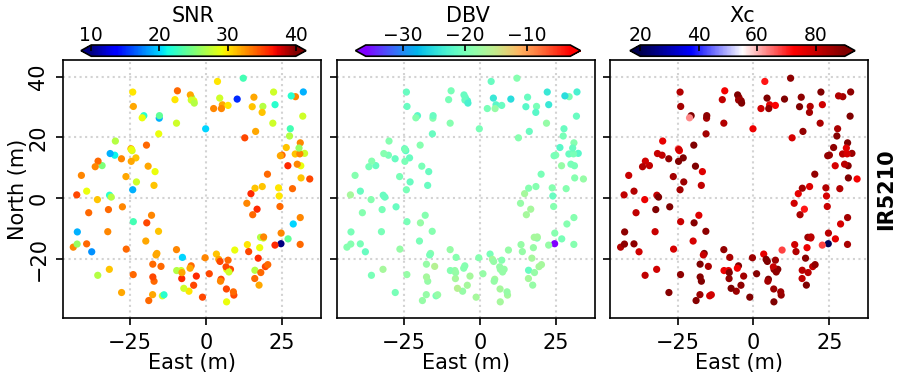 SNR DBV Xc
10 20 30 40 −30 −20 −10 20 40 60 80
40
20
0
−20
North (m)
IR5210
−25 0 25 −25 0 25 −25 0 25
East (m) East (m) East (m)